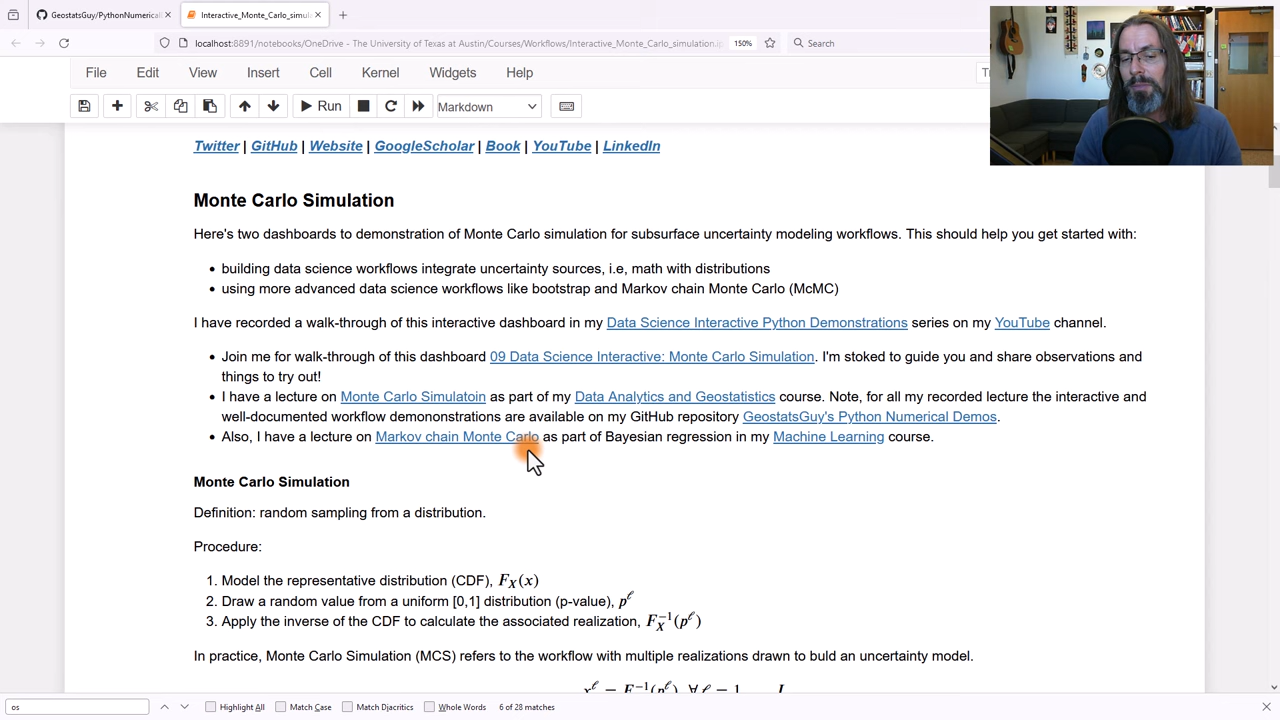 GeostatsGuy/PythonNumerical
Interactive_Monte_Carlo_simul
localhost:8891/notebooks/OneDrive - The University of Texas at Austin/Courses/Workflows/Interactive_Monte_Carlo_simulation.ip
150%
Search
File Edit View Insert Cell Kernel Widgets Help
Run
Markdown
Twitter | GitHub | Website | GoogleScholar | Book | YouTube | LinkedIn
Monte Carlo Simulation
Here's two dashboards to demonstration of Monte Carlo simulation for subsurface uncertainty modeling workflows. This should help you get started with:
• building data science workflows integrate uncertainty sources, i.e, math with distributions
• using more advanced data science workflows like bootstrap and Markov chain Monte Carlo (McMC)
I have recorded a walk-through of this interactive dashboard in my Data Science Interactive Python Demonstrations series on my YouTube channel.
• Join me for walk-through of this dashboard 09 Data Science Interactive: Monte Carlo Simulation. I'm stoked to guide you and share observations and
things to try out!
• I have a lecture on Monte Carlo Simulatoin as part of my Data Analytics and Geostatistics course. Note, for all my recorded lecture the interactive and
well-documented workflow demononstrations are available on my GitHub repository GeostatsGuy's Python Numerical Demos.
• Also, I have a lecture on Markov chain Monte Carlo as part of Bayesian regression in my Machine Learning course.
Monte Carlo Simulation
Definition: random sampling from a distribution.
Procedure:
1. Model the representative distribution (CDF), F_X(x)
2. Draw a random value from a uniform [0,1] distribution (p-value), p^ℓ
3. Apply the inverse of the CDF to calculate the associated realization, F_X^{-1}(p^ℓ)
In practice, Monte Carlo Simulation (MCS) refers to the workflow with multiple realizations drawn to buld an uncertainty model.
os
Highlight All Match Case Match Diacritics Whole Words 6 of 28 matches